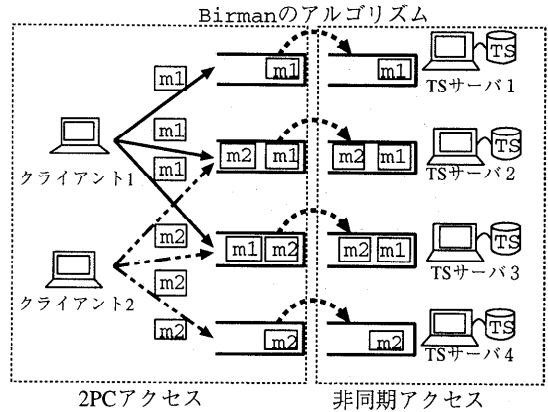 Birmanのアルゴリズム
m1
m1
m1
クライアント1
m2
m2
m2
クライアント2
m1
m1
TS
TSサーバ1
m2 m1
m2 m1
TS
TSサーバ2
m1 m2
m2 m1
TS
TSサーバ3
m2
m2
TS
TSサーバ4
2PCアクセス
非同期アクセス